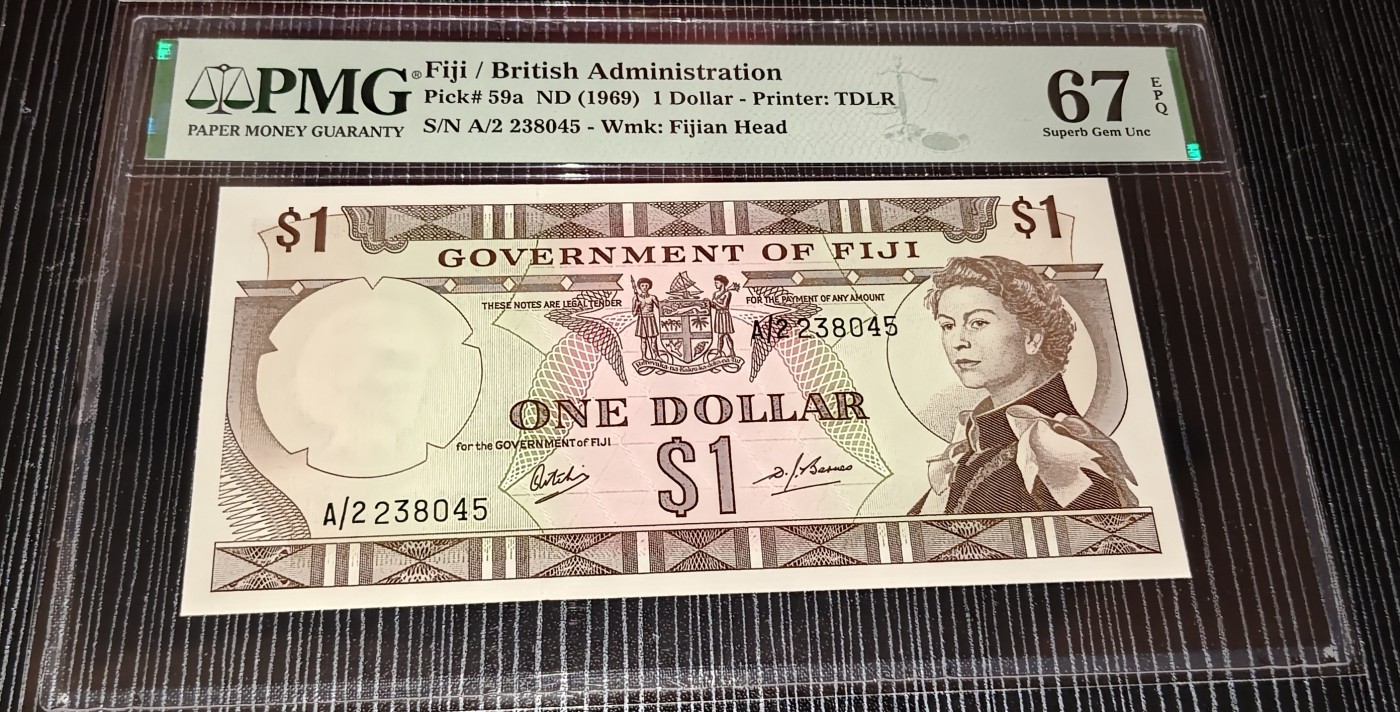 PMG®
PAPER MONEY GUARANTY
Fiji / British Administration
Pick# 59a ND (1969) 1 Dollar - Printer: TDLR
S/N A/2 238045 - Wmk: Fijian Head
67
EPQ
Superb Gem Unc
$1
$1
GOVERNMENT OF FIJI
THESE NOTES ARE LEGAL TENDER
FOR THE PAYMENT OF ANY AMOUNT
A/2 238045
ONE DOLLAR
for the GOVERNMENT of FIJI
$1
D. J. Barnes
A/2 238045